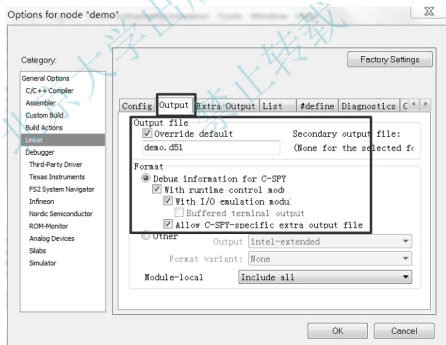 Options for node "demo"
Category:
General Options
C/C++ Compiler
Assembler
Custom Build
Build Actions
Linker
Debugger
Third-Party Driver
Texas Instruments
FS2 System Navigator
Infineon
Nordic Semiconductor
ROM-Monitor
Analog Devices
Silabs
Simulator
Factory Settings
Config Output Extra Output List #define Diagnostics C
Output file
Override default
Secondary output file:
demo.d51
(None for the selected fo
Format
Debug information for C-SPY
With runtime control mod
With I/O emulation modu
Buffered terminal output
Allow C-SPY-specific extra output file
Other
Output intel-extended
Format variant: None
Module-local Include all
OK Cancel
禁止转载